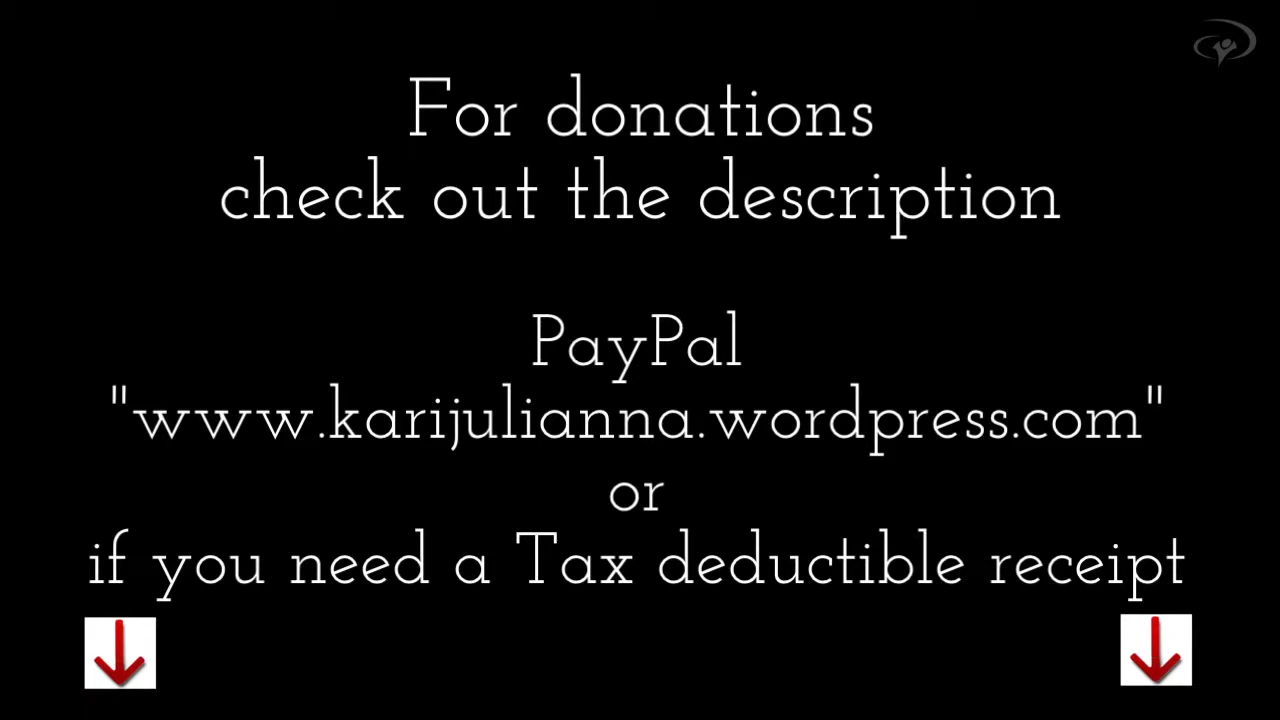 For donations
check out the description
PayPal
"www.karijulianna.wordpress.com"
or
if you need a Tax deductible receipt